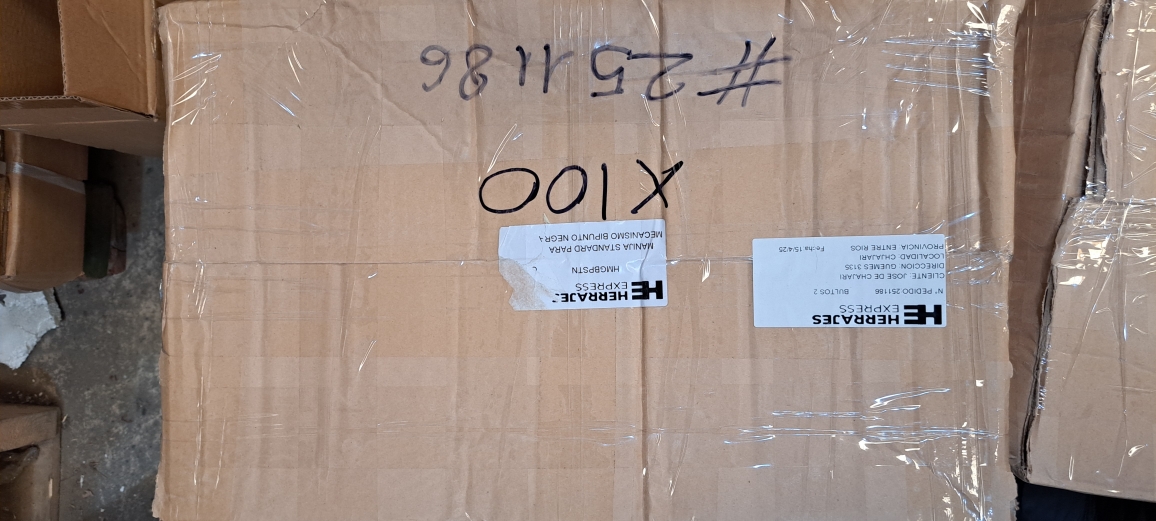 HE HERRAJES
EXPRESS
N° PEDIDO 251186 BULTOS 2
CLIENTE JOSE DE CHAJARI
DIRECCION GUEMES 3135
LOCALIDAD CHAJARI
PROVINCIA ENTRE RIOS Fecha 15/4/25
HE HERRAJES
EXPRESS
HMGBPSTN
MANIJA STANDARD PARA
MECANISMO BIPUNTO NEGRA
X100
#251186